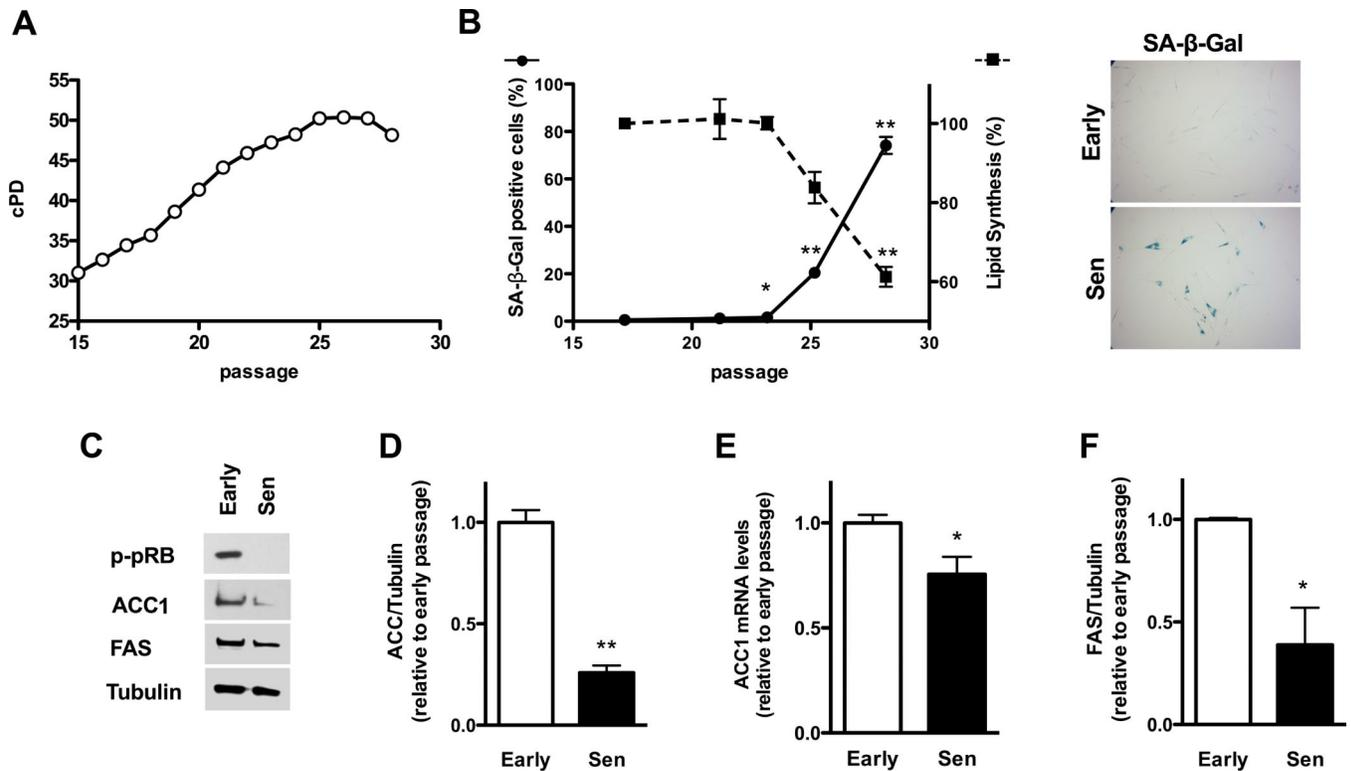 A
55
50
45
40
35
30
25
cPD
15
20
25
30
passage
B
SA-β-Gal positive cells (%)
100
80
60
40
20
0
**
*
**
**
100
80
60
Lipid Synthesis (%)
15
20
25
30
passage
SA-β-Gal
Early
Sen
C
Early
Sen
p-pRB
ACC1
FAS
Tubulin
D
ACC/Tubulin
(relative to early passage)
1.0
0.5
0.0
**
Early
Sen
E
ACC1 mRNA levels
(relative to early passage)
1.0
0.5
0.0
*
Early
Sen
F
FAS/Tubulin
(relative to early passage)
1.0
0.5
0.0
*
Early
Sen